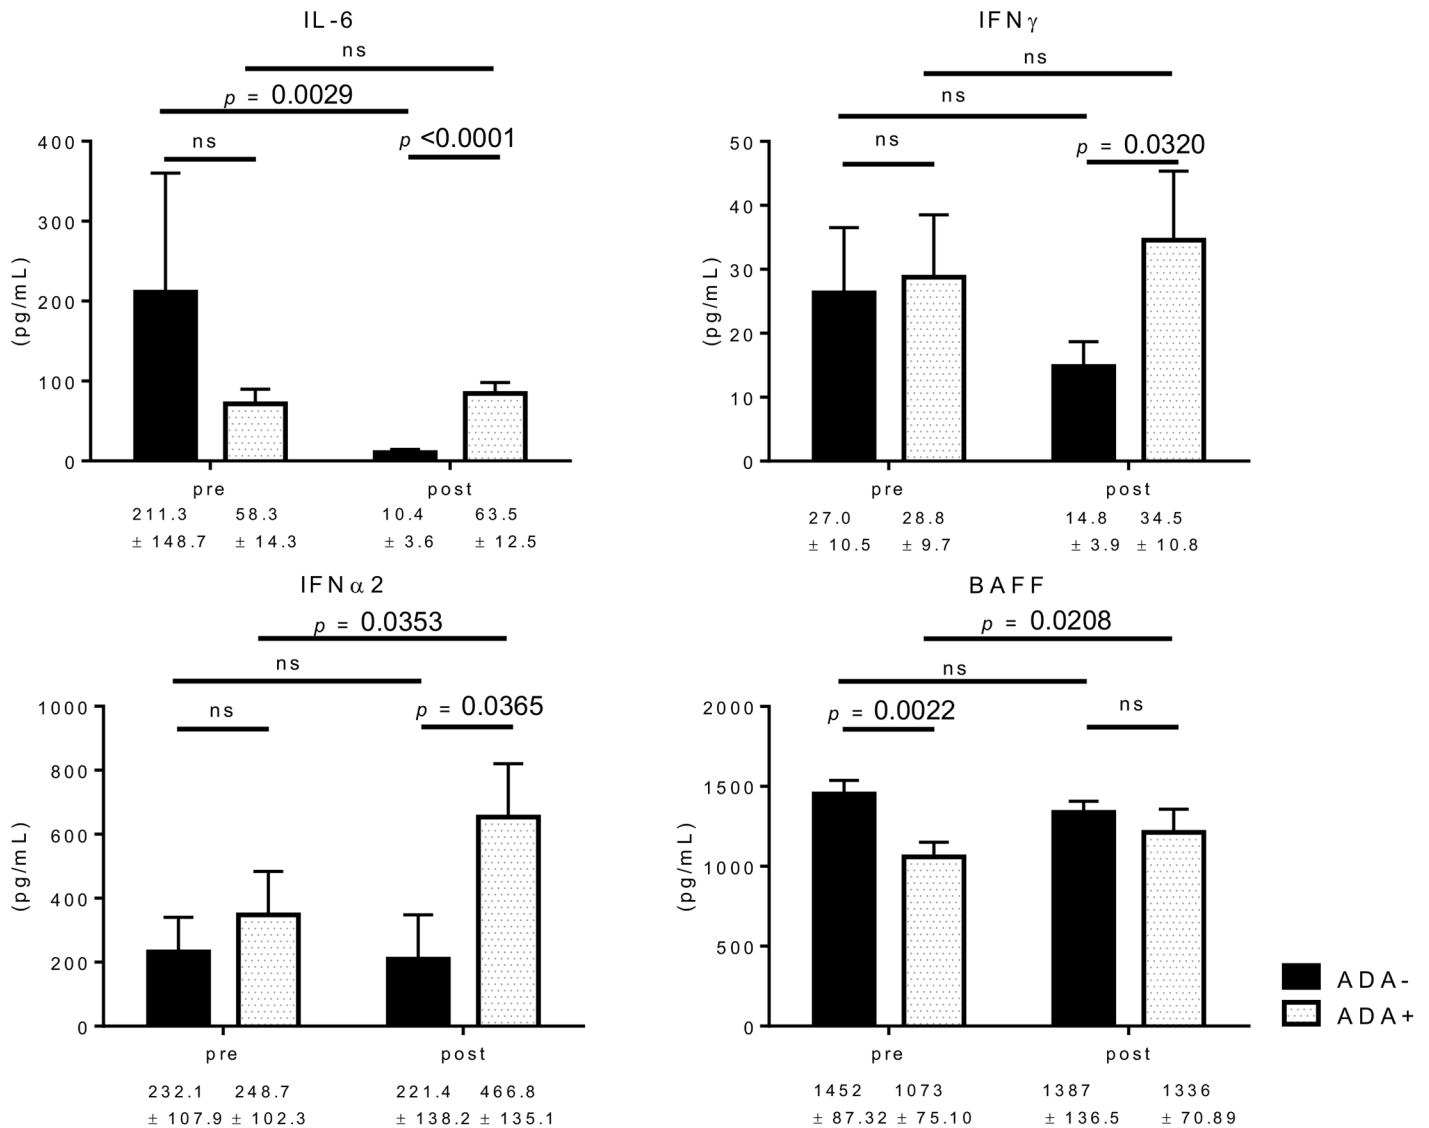 IL-6
ns
p = 0.0029
ns
p <0.0001
400
300
200
100
0
(pg/mL)
pre
post
211.3 58.3 10.4 63.5
± 148.7 ± 14.3 ± 3.6 ± 12.5
IFNγ
ns
ns
ns
p = 0.0320
50
40
30
20
10
0
(pg/mL)
pre
post
27.0 28.8 14.8 34.5
± 10.5 ± 9.7 ± 3.9 ± 10.8
IFNα2
p = 0.0353
ns
ns
p = 0.0365
1000
800
600
400
200
0
(pg/mL)
pre
post
232.1 248.7 221.4 466.8
± 107.9 ± 102.3 ± 138.2 ± 135.1
BAFF
p = 0.0208
ns
p = 0.0022
ns
2000
1500
1000
500
0
(pg/mL)
pre
post
1452 1073 1387 1336
± 87.32 ± 75.10 ± 136.5 ± 70.89
ADA-
ADA+